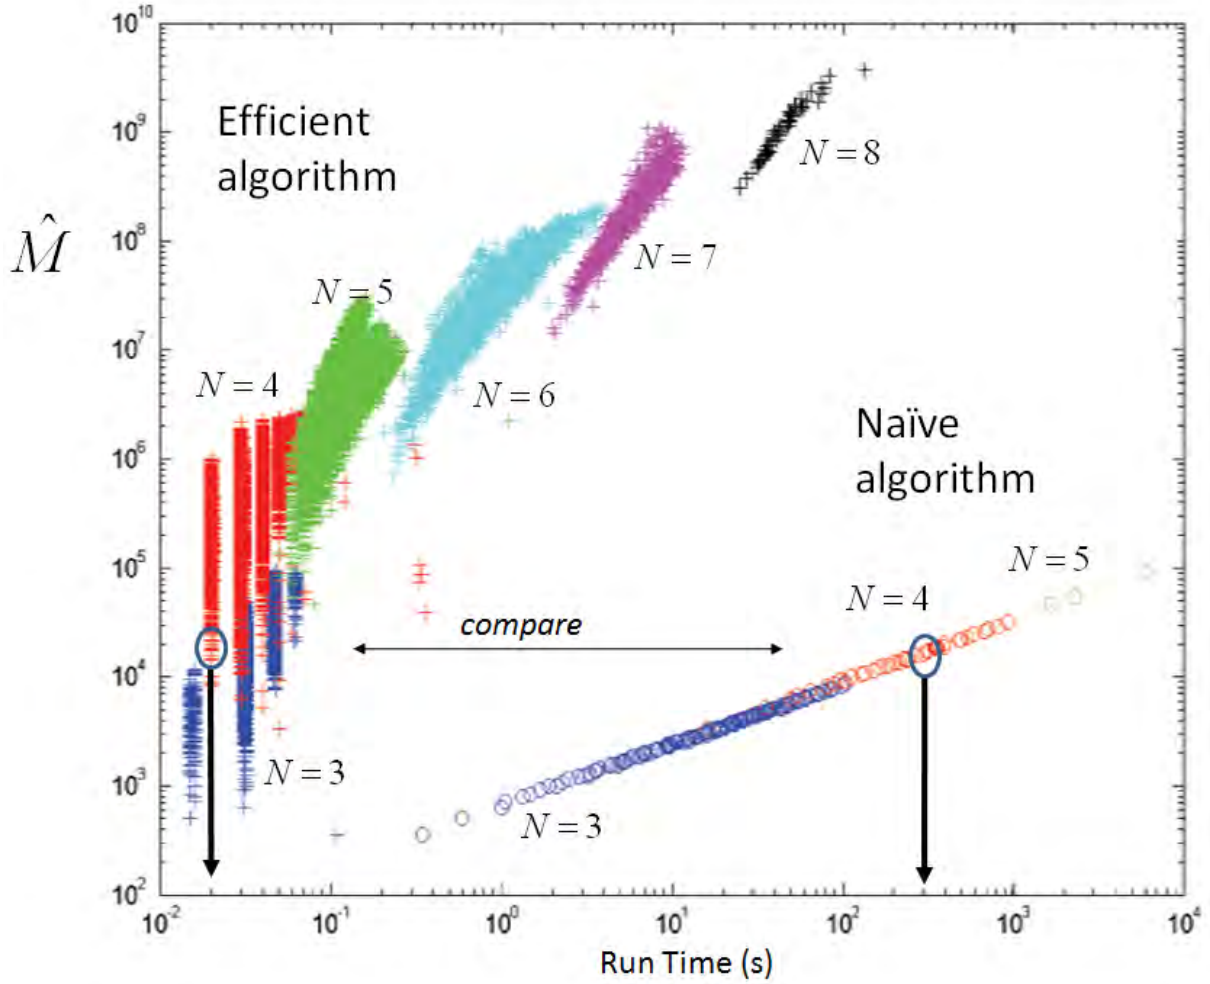 10^10
Efficient
algorithm
10^9
N = 8
M̂
10^8
N = 7
N = 5
10^7
N = 4
N = 6
Naïve
algorithm
10^6
10^5
N = 5
N = 4
compare
10^4
N = 3
10^3
N = 3
10^2
10^-2
10^-1
10^0
10^1
10^2
10^3
10^4
Run Time (s)